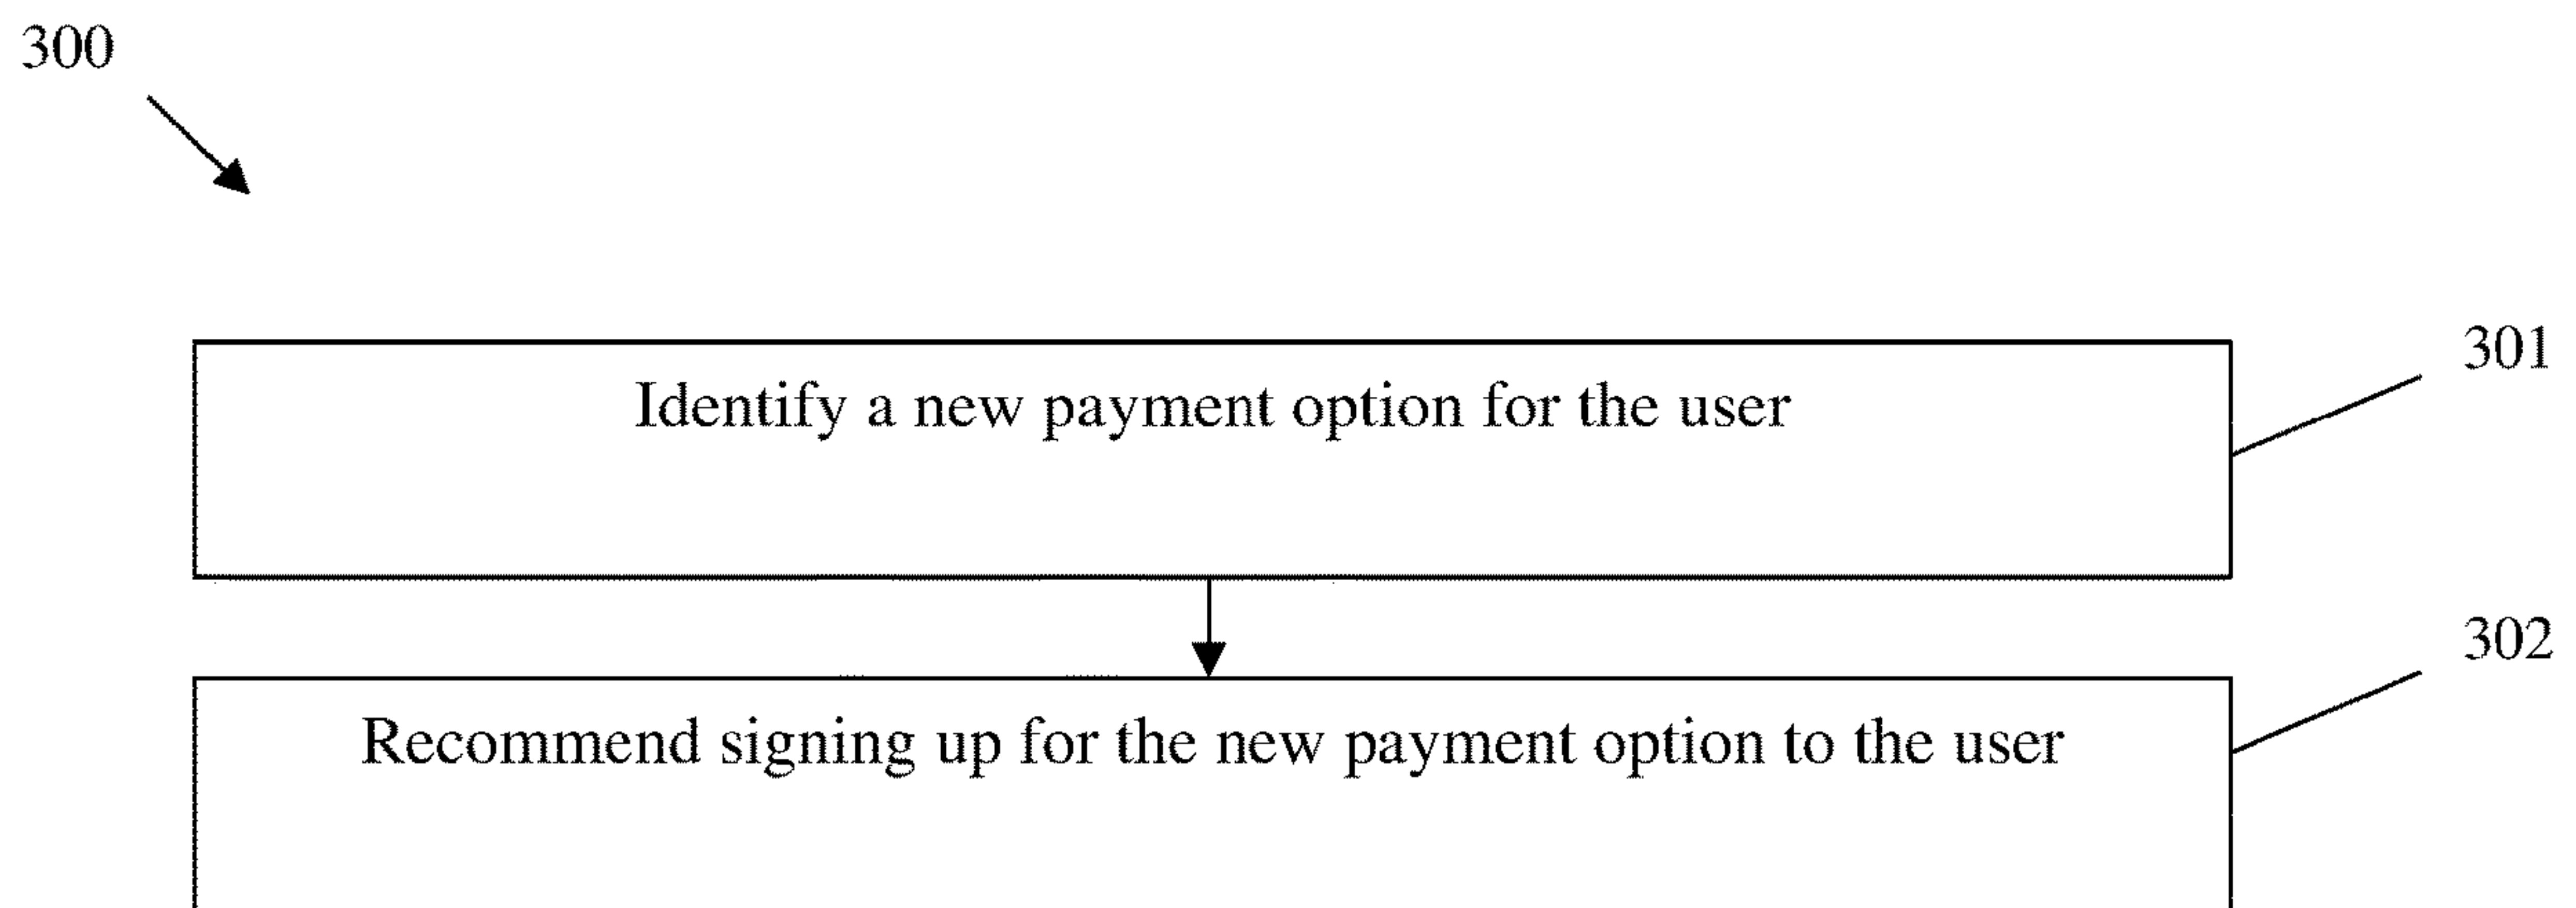 300
301
Identify a new payment option for the user
302
Recommend signing up for the new payment option to the user